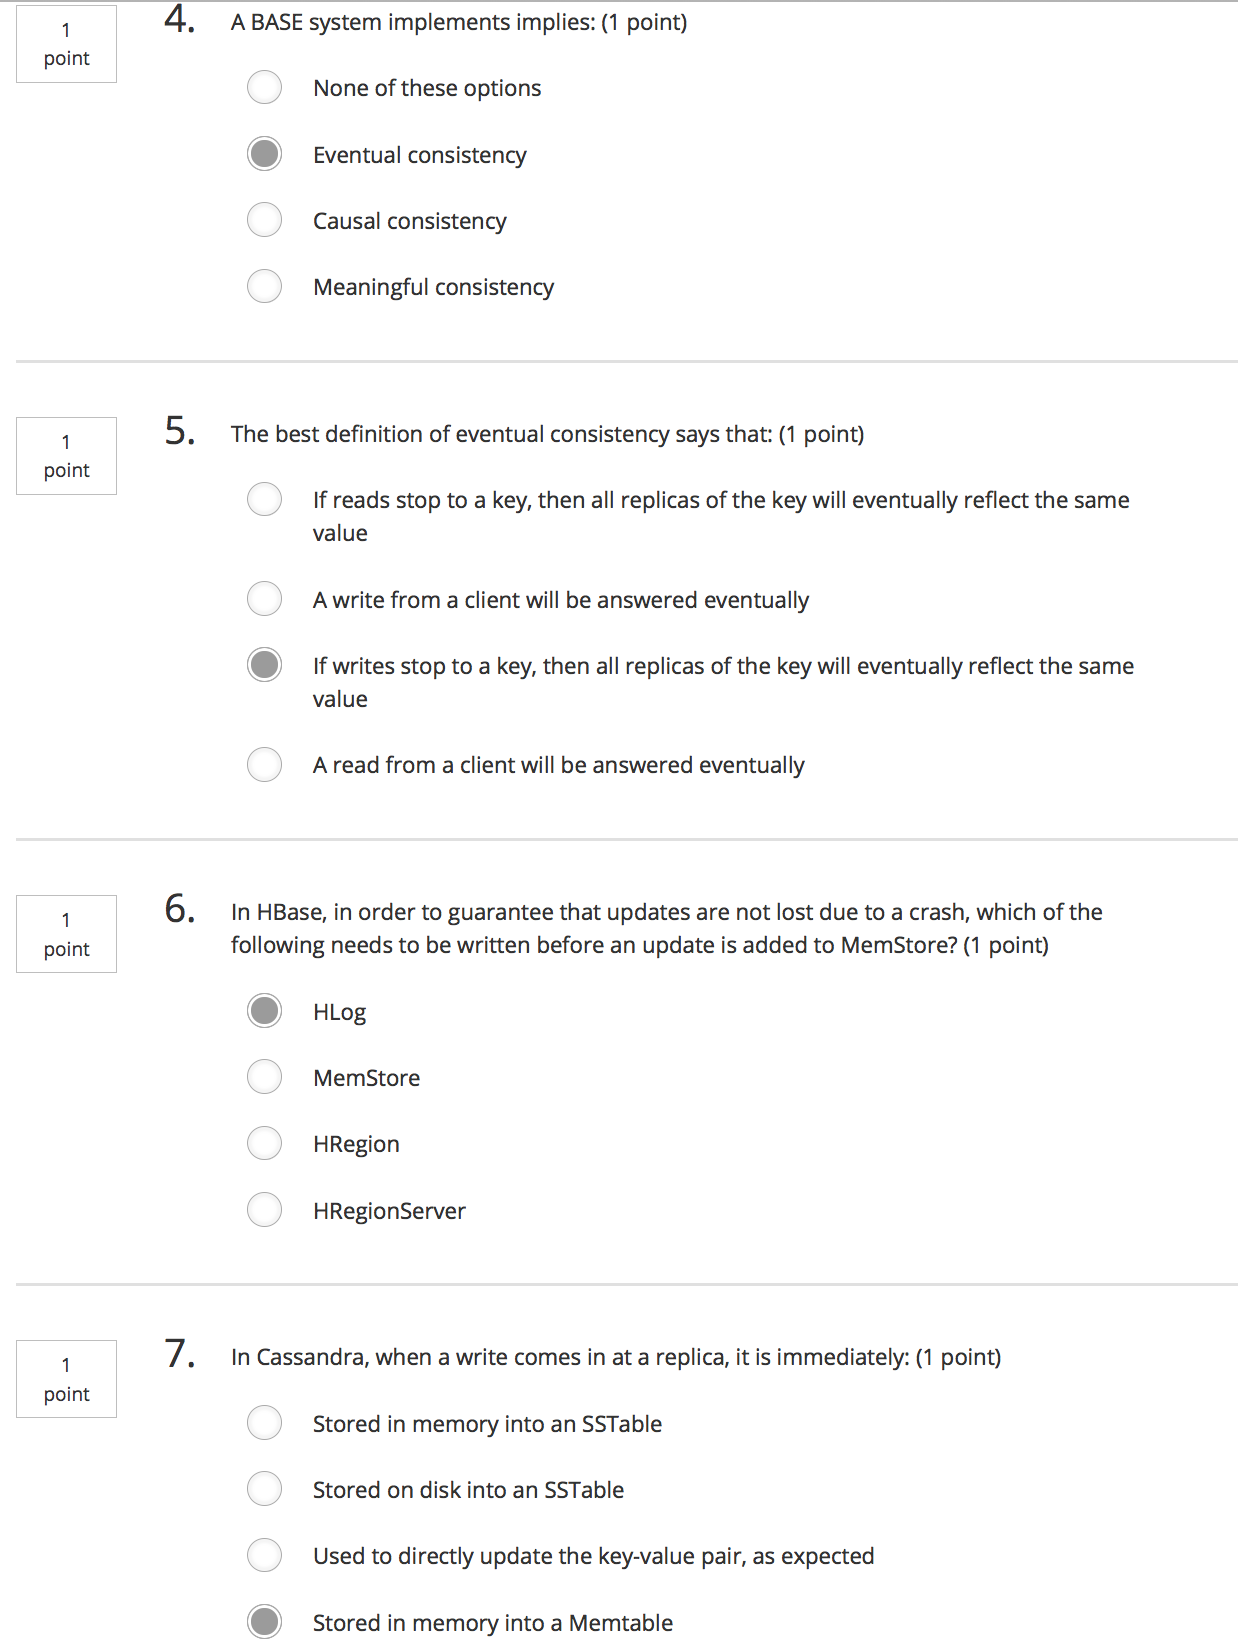 1
point
4.
A BASE system implements implies: (1 point)
None of these options
Eventual consistency
Causal consistency
Meaningful consistency
1
point
5.
The best definition of eventual consistency says that: (1 point)
If reads stop to a key, then all replicas of the key will eventually reflect the same
value
A write from a client will be answered eventually
If writes stop to a key, then all replicas of the key will eventually reflect the same
value
A read from a client will be answered eventually
1
point
6.
In HBase, in order to guarantee that updates are not lost due to a crash, which of the
following needs to be written before an update is added to MemStore? (1 point)
HLog
MemStore
HRegion
HRegionServer
1
point
7.
In Cassandra, when a write comes in at a replica, it is immediately: (1 point)
Stored in memory into an SSTable
Stored on disk into an SSTable
Used to directly update the key-value pair, as expected
Stored in memory into a Memtable